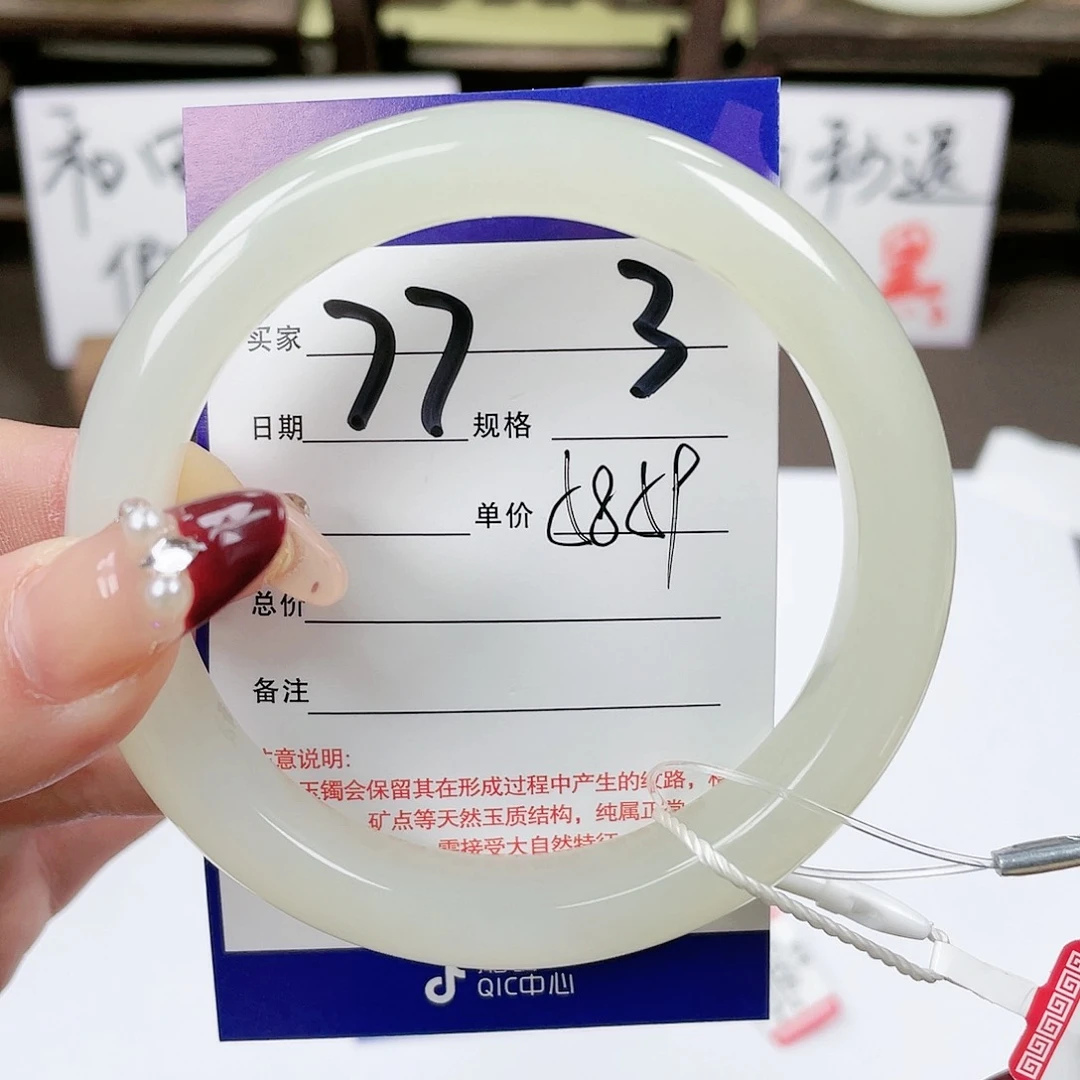 和田
假
秒退
买家
77 3
日期
规格
单价
总价
备注
注意说明:
玉镯会保留其在形成过程中产生的纹路,
矿点等天然玉质结构, 纯属正常
需接受大自然特征
QIC中心